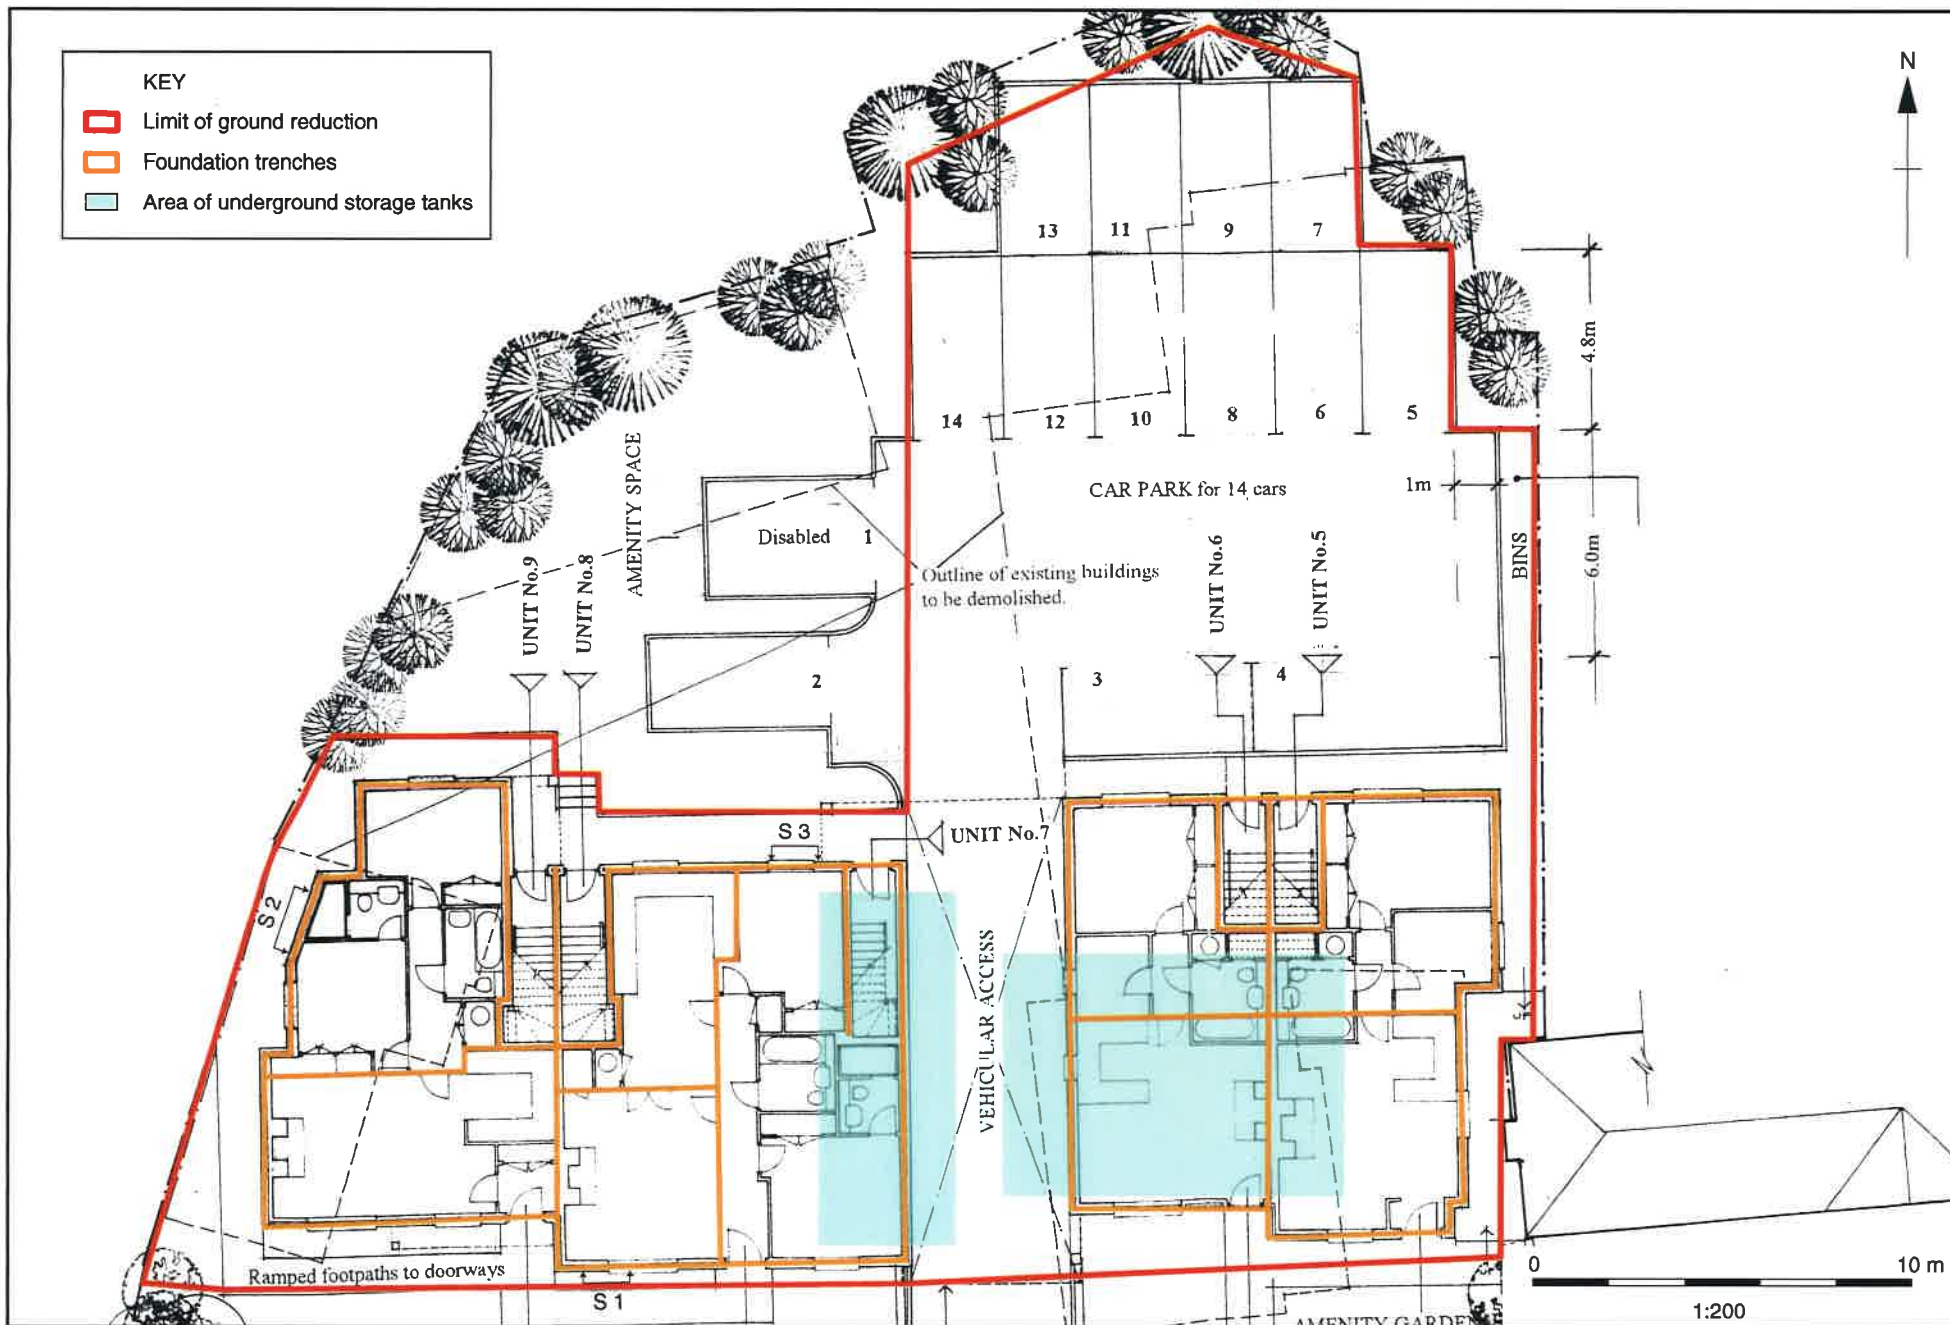 KEY
Limit of ground reduction
Foundation trenches
Area of underground storage tanks
N
13
11
9
7
4.8m
14
12
10
8
6
5
AMENITY SPACE
CAR PARK for 14 cars
1m
Disabled 1
UNIT No.9
UNIT No.8
Outline of existing buildings
to be demolished.
UNIT No.6
UNIT No.5
BINS
6.0m
2
3
4
S 3
UNIT No.7
S 2
VEHICULAR ACCESS
Ramped footpaths to doorways
S 1
0
10 m
1:200
AMENITY GARDEN